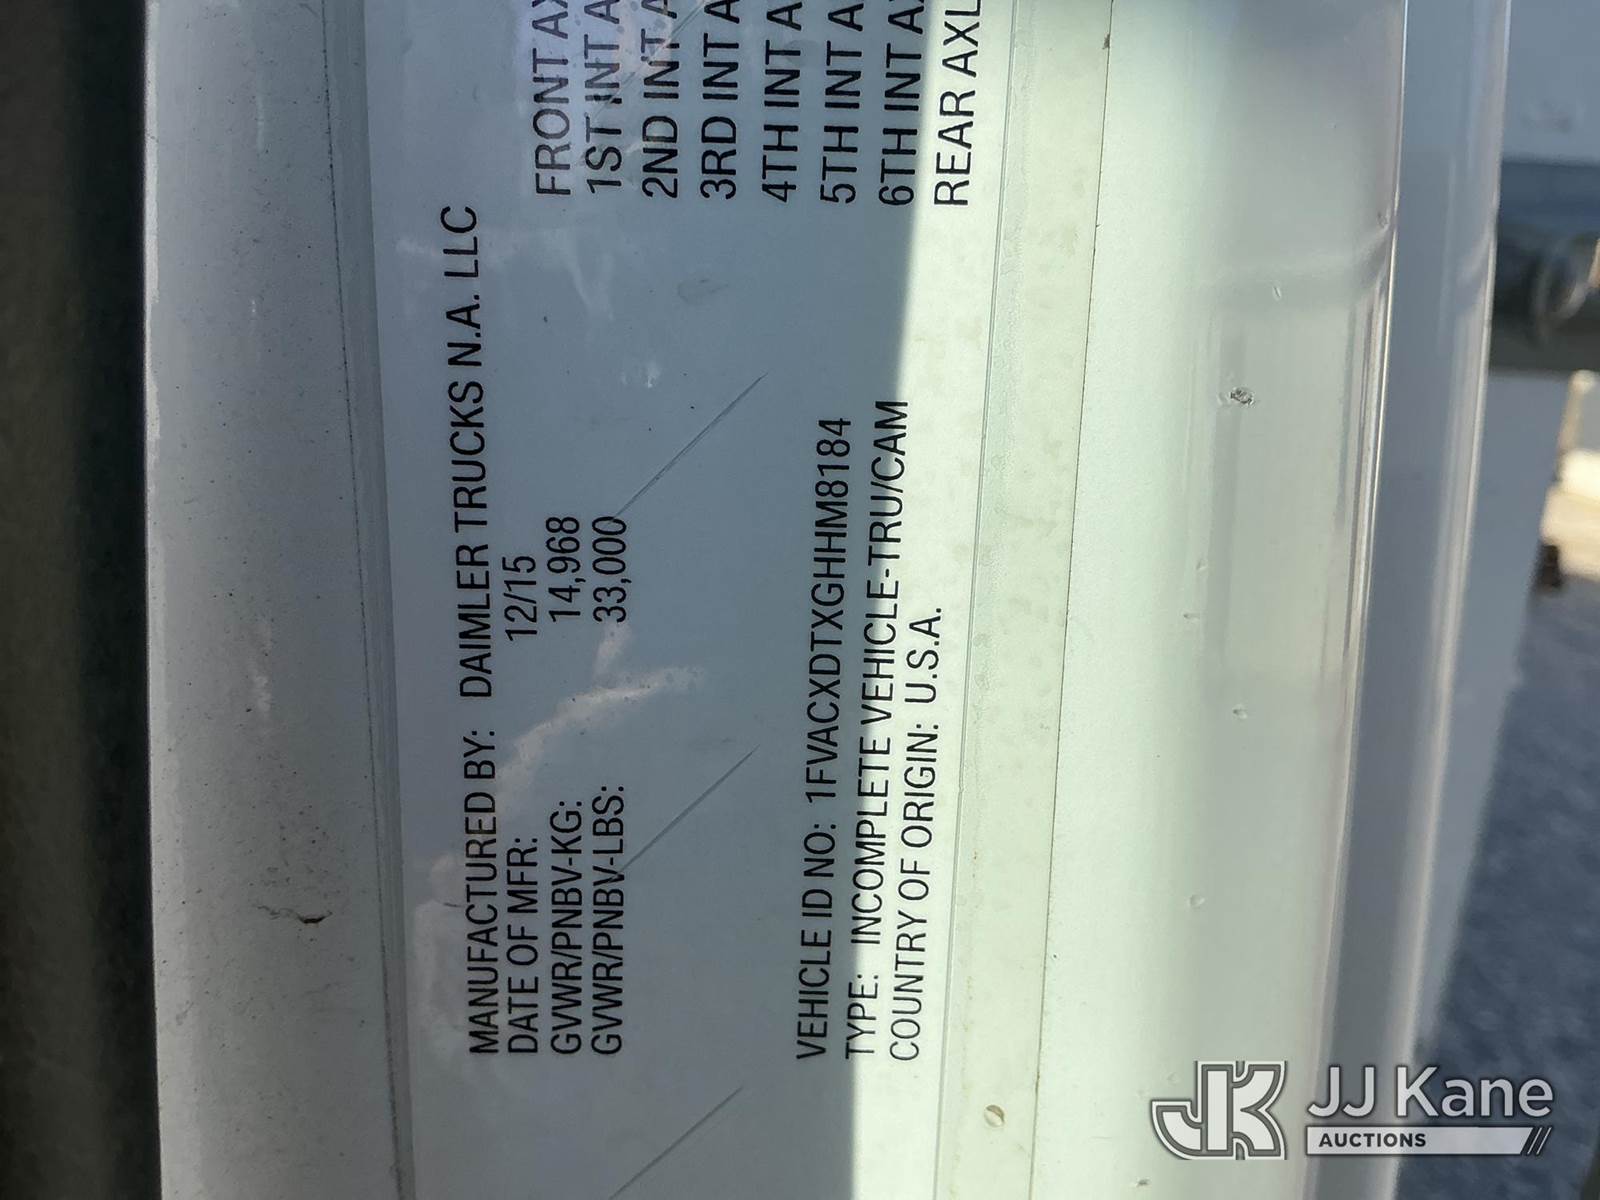 MANUFACTURED BY: DAIMLER TRUCKS N.A. LLC
DATE OF MFR: 12/15
GVWR/PNBV-KG: 14,968
GVWR/PNBV-LBS: 33,000
VEHICLE ID NO: 1FVACXDTXGHHM8184
TYPE: INCOMPLETE VEHICLE-TRU/CAM
COUNTRY OF ORIGIN: U.S.A.
FRONT AX
1ST INT A
2ND INT A
3RD INT A
4TH INT A
5TH INT A
6TH INT AX
REAR AXL
JK JJ Kane
AUCTIONS